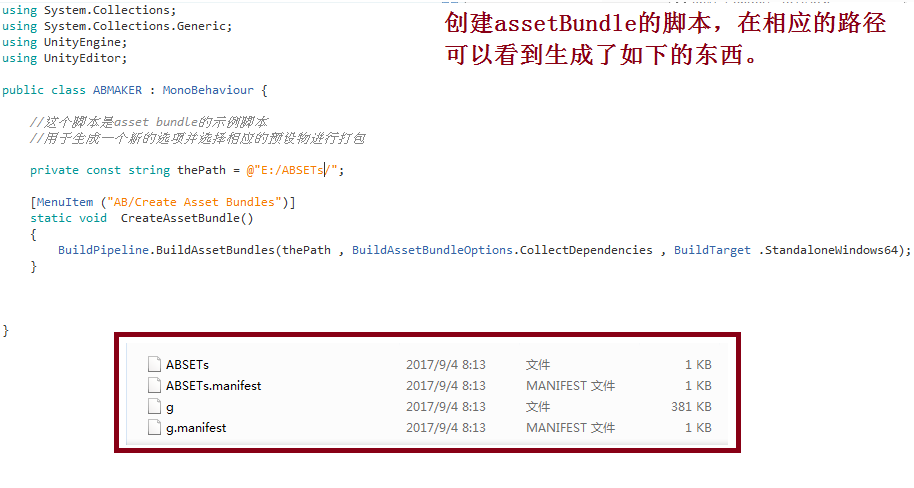 using System.Collections;
using System.Collections.Generic;
using UnityEngine;
using UnityEditor;
创建assetBundle的脚本，在相应的路径
可以看到生成了如下的东西。
public class ABMAKER : MonoBehaviour {
//这个脚本是asset bundle的示例脚本
//用于生成一个新的选项并选择相应的预设物进行打包
private const string thePath = @"E:/ABSETs/";
[MenuItem ("AB/Create Asset Bundles")]
static void  CreateAssetBundle()
{
BuildPipeline.BuildAssetBundles(thePath , BuildAssetBundleOptions.CollectDependencies , BuildTarget .StandaloneWindows64);
}
}
ABSETs 2017/9/4 8:13 文件 1 KB
ABSETs.manifest 2017/9/4 8:13 MANIFEST 文件 1 KB
g 2017/9/4 8:13 文件 381 KB
g.manifest 2017/9/4 8:13 MANIFEST 文件 1 KB